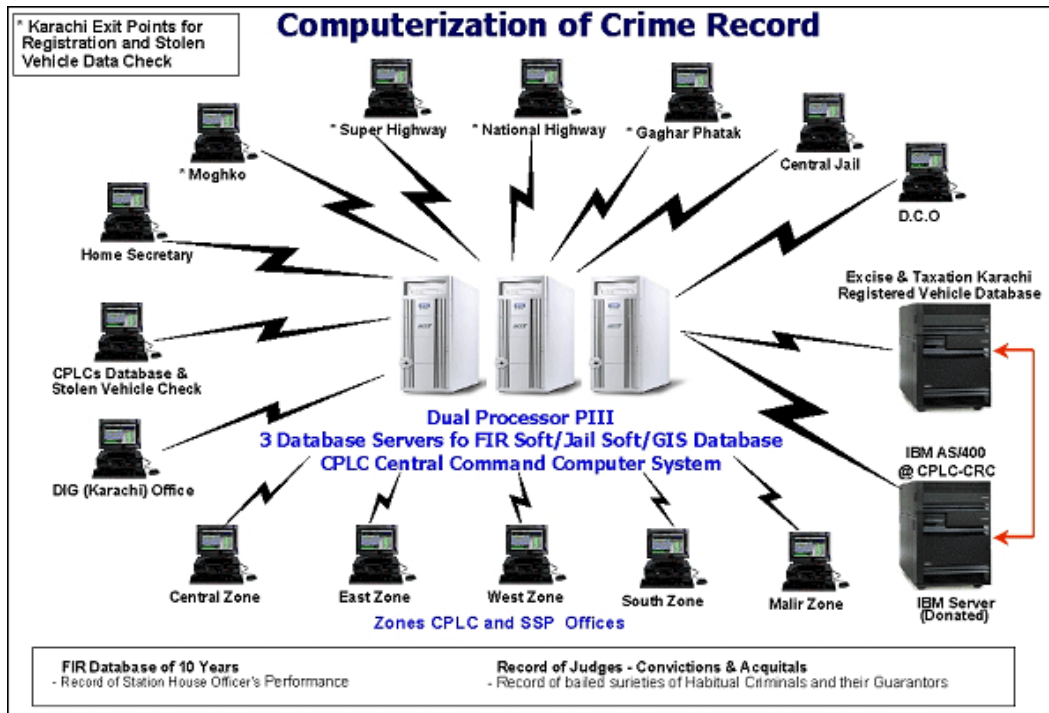 Computerization of Crime Record
* Karachi Exit Points for
Registration and Stolen
Vehicle Data Check
* Super Highway
* National Highway
* Gaghar Phatak
* Moghko
Central Jail
D.C.O
Home Secretary
Excise & Taxation Karachi
Registered Vehicle Database
CPLCs Database &
Stolen Vehicle Check
Dual Processor PIII
3 Database Servers fo FIR Soft/Jail Soft/GIS Database
CPLC Central Command Computer System
IBM AS/400
@ CPLC-CRC
DIG (Karachi) Office
Central Zone
East Zone
West Zone
South Zone
Malir Zone
IBM Server
(Donated)
Zones CPLC and SSP Offices
FIR Database of 10 Years
- Record of Station House Officer's Performance
Record of Judges - Convictions & Acquitals
- Record of bailed surieties of Habitual Criminals and their Guarantors